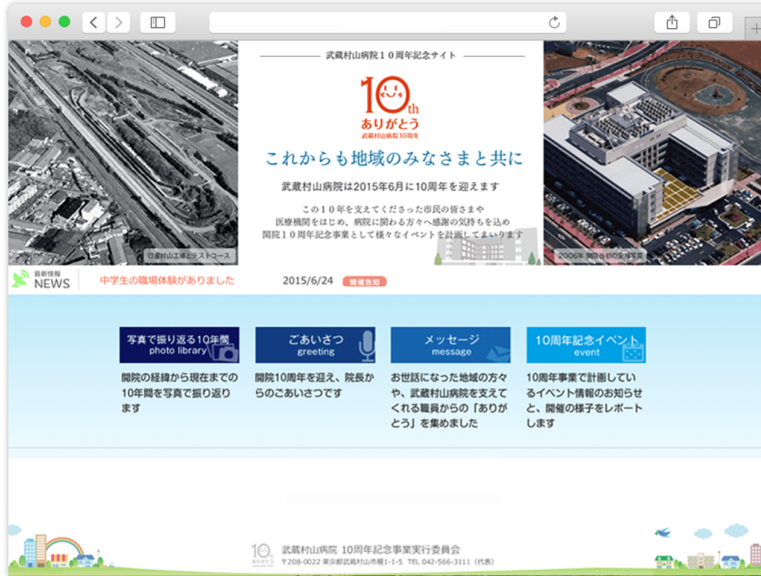 武蔵村山病院10周年記念サイト
10th
ありがとう
武蔵村山病院10周年
これからも地域のみなさまと共に
武蔵村山病院は2015年6月に10周年を迎えます
この10年を支えてくださった市民の皆さまや
医療機関をはじめ、病院に関わる方々へ感謝の気持ちを込め
開院10周年記念事業として様々なイベントを計画してまいります
日産村山工場とテストコース
2006年 開院当初の空撮写真
最新情報
NEWS
中学生の職場体験がありました
2015/6/24
開催告知
写真で振り返る10年間
photo library
開院の経緯から現在までの
10年間を写真で振り返り
ます
ごあいさつ
greeting
開院10周年を迎え、院長か
らのごあいさつです
メッセージ
message
お世話になった地域の方々
や、武蔵村山病院を支えて
くれる職員からの「ありが
とう」を集めました
10周年記念イベント
event
10周年事業で計画してい
るイベント情報のお知らせ
と、開催の様子をレポート
します
10th
ありがとう
武蔵村山病院 10周年記念事業実行委員会
〒208-0022 東京都武蔵村山市榎1-1-5 TEL 042-566-3111（代表）